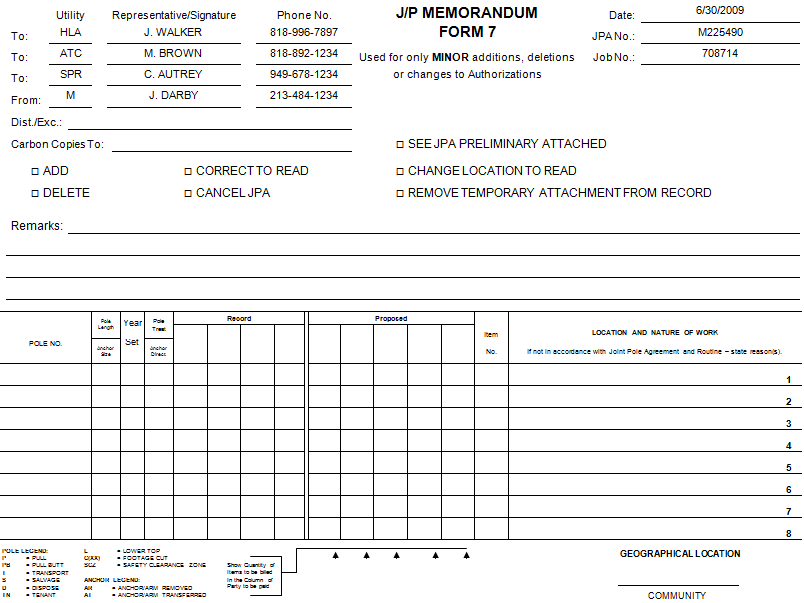 Utility Representative/Signature Phone No. J/P MEMORANDUM Date: 6/30/2009
To: HLA J. WALKER 818-996-7897 FORM 7 JPA No.: M225490
To: ATC M. BROWN 818-892-1234 Used for only MINOR additions, deletions Job No.: 708714
To: SPR C. AUTREY 949-678-1234 or changes to Authorizations
From: M J. DARBY 213-484-1234
Dist./Exc.:
Carbon Copies To: □ SEE JPA PRELIMINARY ATTACHED
□ ADD □ CORRECT TO READ □ CHANGE LOCATION TO READ
□ DELETE □ CANCEL JPA □ REMOVE TEMPORARY ATTACHMENT FROM RECORD
Remarks:
Pole Length Year Pole Treat Record Proposed
POLE NO. Anchor Size Set Anchor Direct Item No. LOCATION AND NATURE OF WORK
If not in accordance with Joint Pole Agreement and Routine – state reason(s).
1
2
3
4
5
6
7
8
POLE LEGEND: L = LOWER TOP GEOGRAPHICAL LOCATION
P = PULL O(XX) = FOOTAGE CUT
PB = PULL BUTT SCZ = SAFETY CLEARANCE ZONE Show Quantity of
T = TRANSPORT Items to be billed
S = SALVAGE ANCHOR LEGEND: In the Column of
D = DISPOSE AR = ANCHOR/ARM REMOVED Party to be paid
TN = TENANT AT = ANCHOR/ARM TRANSFERRED COMMUNITY